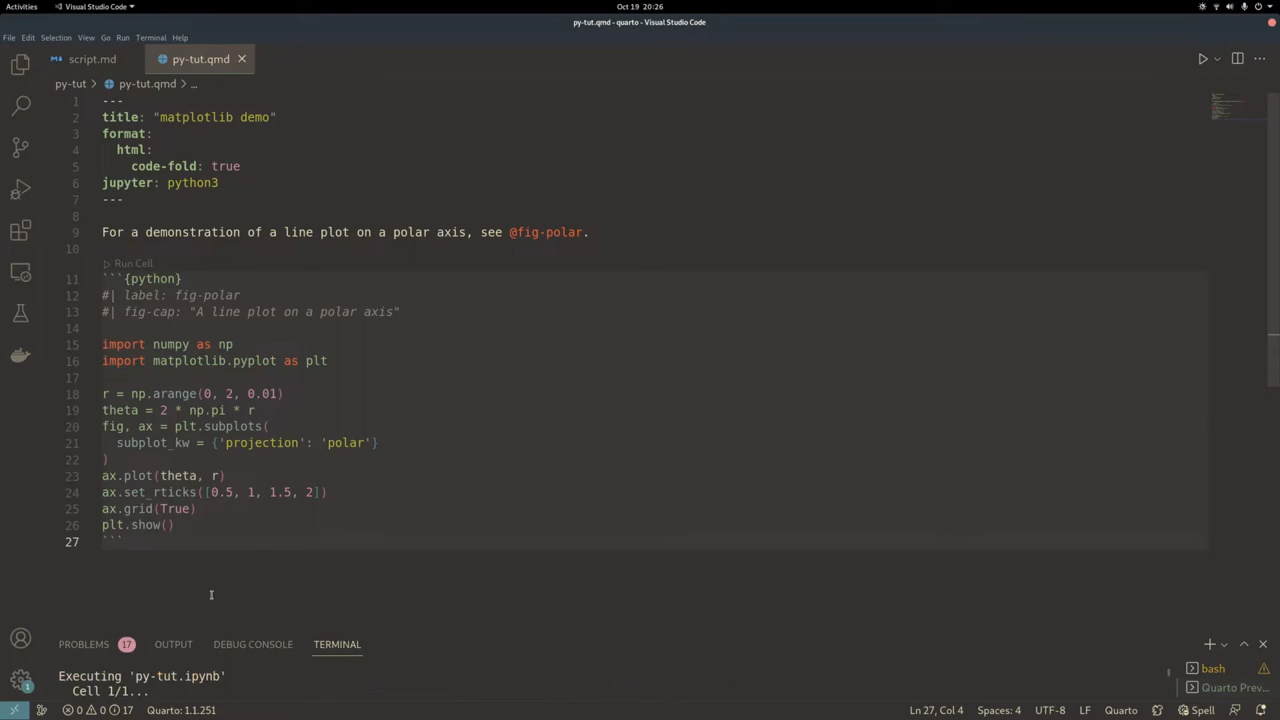 Activities
Visual Studio Code
Oct 19 20:26
py-tut.qmd - quarto - Visual Studio Code
File Edit Selection View Go Run Terminal Help
script.md
py-tut.qmd
py-tut > py-tut.qmd > ...
1 ---
2 title: "matplotlib demo"
3 format:
4 html:
5 code-fold: true
6 jupyter: python3
7 ---
8
9 For a demonstration of a line plot on a polar axis, see @fig-polar.
10
Run Cell
11 ```{python}
12 #| label: fig-polar
13 #| fig-cap: "A line plot on a polar axis"
14
15 import numpy as np
16 import matplotlib.pyplot as plt
17
18 r = np.arange(0, 2, 0.01)
19 theta = 2 * np.pi * r
20 fig, ax = plt.subplots(
21 subplot_kw = {'projection': 'polar'}
22 )
23 ax.plot(theta, r)
24 ax.set_rticks([0.5, 1, 1.5, 2])
25 ax.grid(True)
26 plt.show()
27 ```
PROBLEMS 17 OUTPUT DEBUG CONSOLE TERMINAL
Executing 'py-tut.ipynb'
Cell 1/1...
bash
Quarto Prev...
1
0 0 17 Quarto: 1.1.251
Ln 27, Col 4 Spaces: 4 UTF-8 LF Quarto Spell